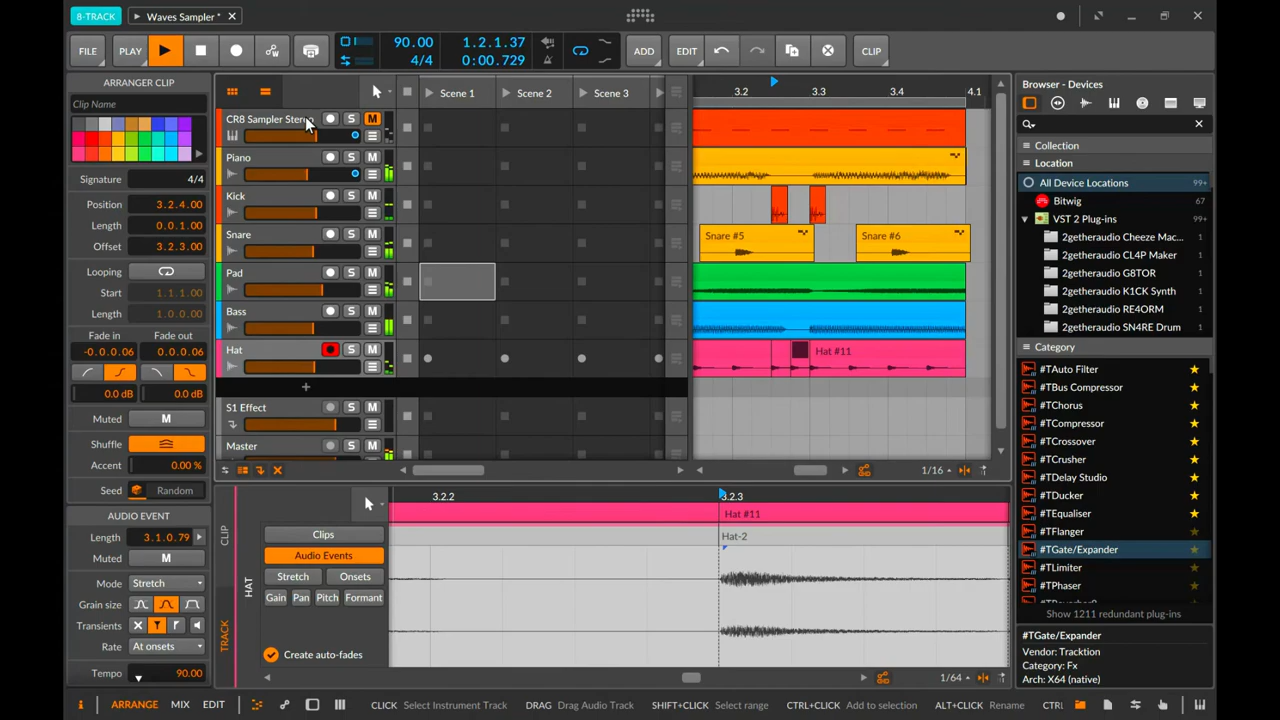 8-TRACK
Waves Sampler *
FILE
PLAY
90.00
4/4
1.2.1.37
0:00.729
ADD
EDIT
CLIP
ARRANGER CLIP
Clip Name
Signature 4/4
Position 3.2.4.00
Length 0.0.1.00
Offset 3.2.3.00
Looping
Start 1.1.1.00
Length 1.0.0.00
Fade in Fade out
-0.0.0.06 0.0.0.06
0.0 dB 0.0 dB
Muted M
Shuffle
Accent 0.00 %
Seed Random
AUDIO EVENT
Length 3.1.0.79
Muted M
Mode Stretch
Grain size
Transients
Rate At onsets
Tempo 90.00
Scene 1 Scene 2 Scene 3
CR8 Sampler Stereo S M
Piano S M
Kick S M
Snare S M
Pad S M
Bass S M
Hat S M
+
S1 Effect S M
Master S M
3.2 3.3 3.4 4.1
Snare #5 Snare #6
Hat #11
1/16
CLIP
TRACK
HAT
Clips
Audio Events
Stretch Onsets
Gain Pan Pitch Formant
Create auto-fades
3.2.2 3.2.3
Hat #11
Hat-2
1/64
Browser - Devices
Collection
Location
All Device Locations 99+
Bitwig 67
VST 2 Plug-ins 99+
2getheraudio Cheeze Mac... 1
2getheraudio CL4P Maker 1
2getheraudio G8TOR 1
2getheraudio K1CK Synth 1
2getheraudio RE4ORM 1
2getheraudio SN4RE Drum 1
Category
#TAuto Filter
#TBus Compressor
#TChorus
#TCompressor
#TCrossover
#TCrusher
#TDelay Studio
#TDucker
#TEqualiser
#TFlanger
#TGate/Expander
#TLimiter
#TPhaser
Show 1211 redundant plug-ins
#TGate/Expander
Vendor: Tracktion
Category: Fx
Arch: X64 (native)
i ARRANGE MIX EDIT
CLICK Select Instrument Track DRAG Drag Audio Track SHIFT+CLICK Select range CTRL+CLICK Add to selection ALT+CLICK Rename CTRL